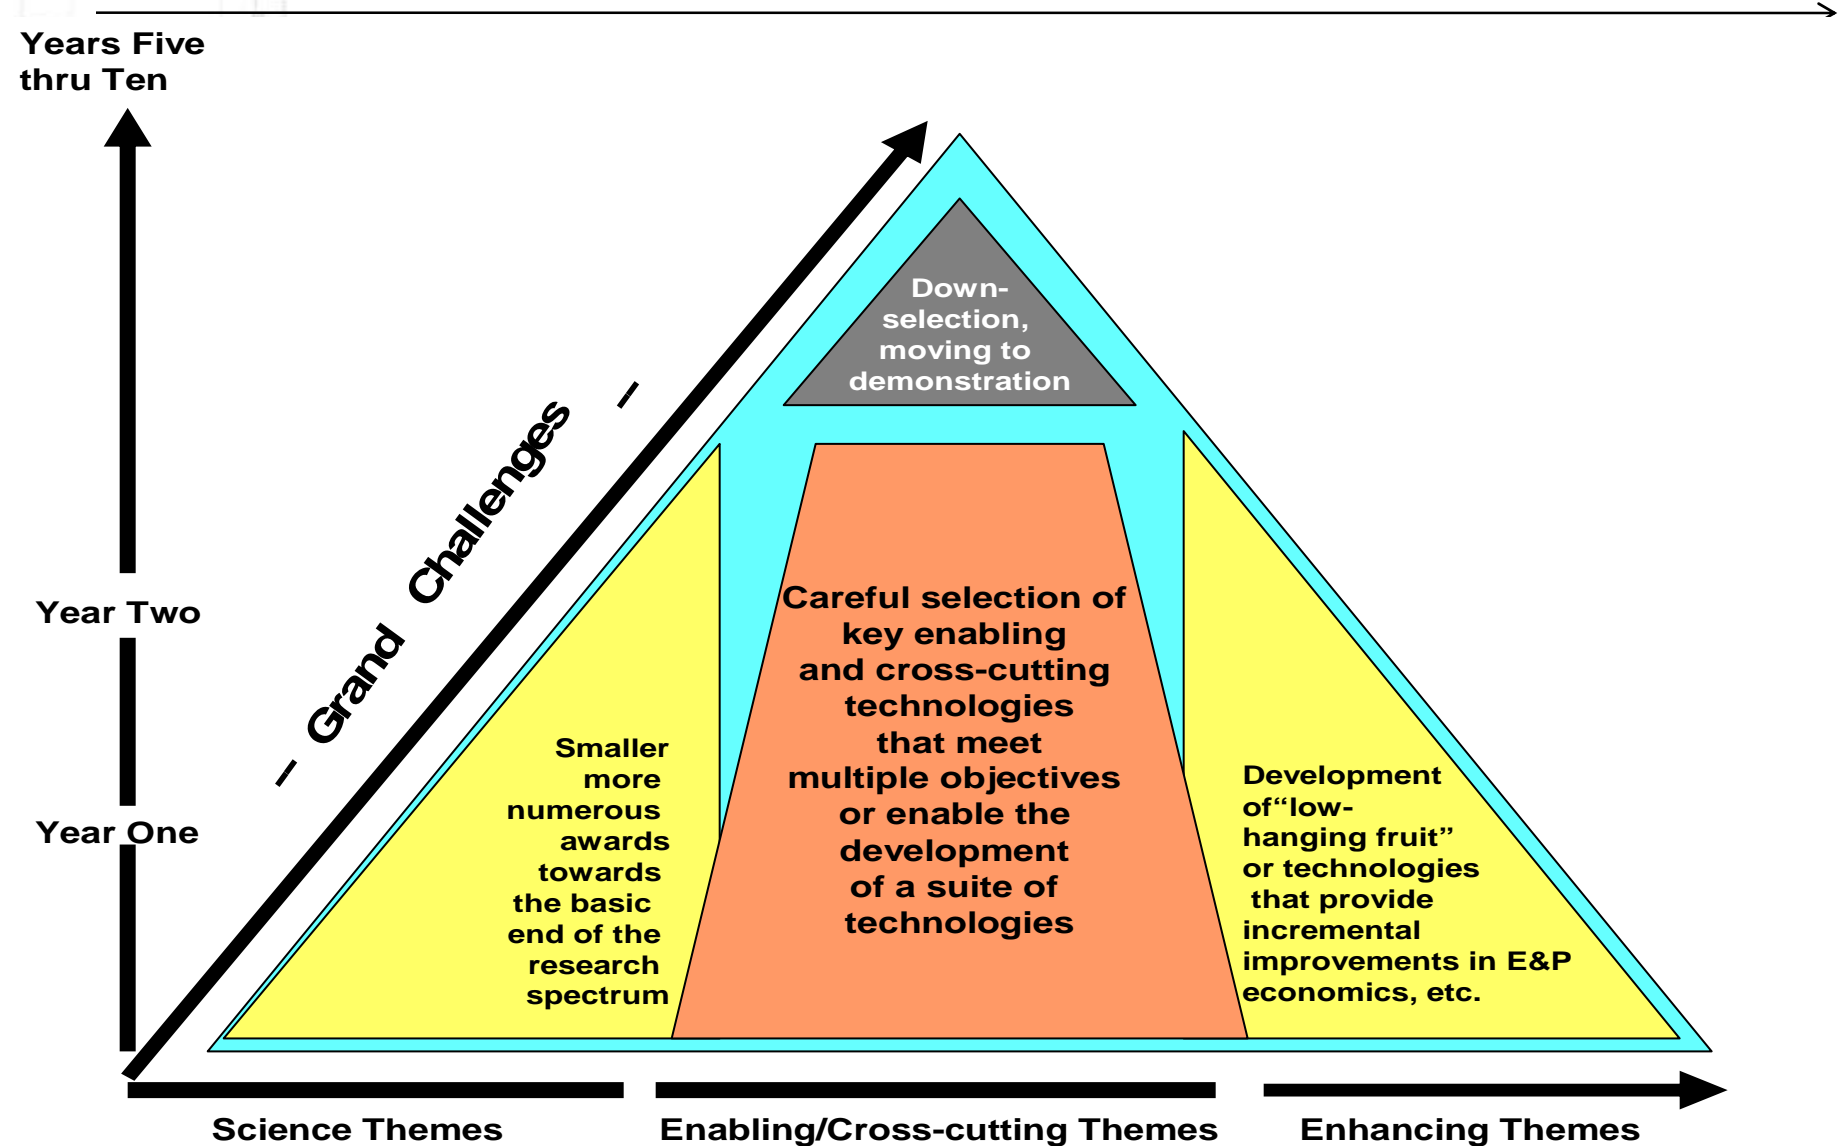 Years Five
thru Ten
Down-
selection,
moving to
demonstration
-- Grand Challenges --
Year Two
Year One
Smaller
more
numerous
awards
towards
the basic
end of the
research
spectrum
Careful selection of
key enabling
and cross-cutting
technologies
that meet
multiple objectives
or enable the
development
of a suite of
technologies
Development
of“low-
hanging fruit”
or technologies
that provide
incremental
improvements in E&P
economics, etc.
Science Themes
Enabling/Cross-cutting Themes
Enhancing Themes